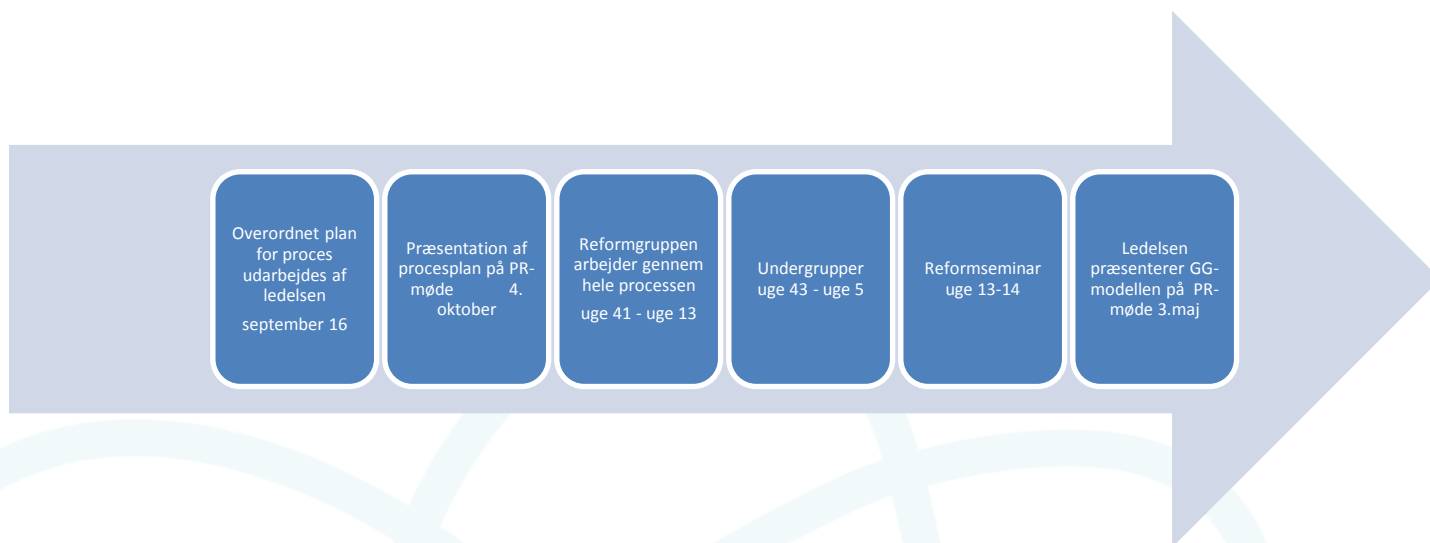 Overordnet plan
for proces
udarbejdes af
ledelsen
september 16
Præsentation af
procesplan på PR-
møde 4.
oktober
Reformgruppen
arbejder gennem
hele processen
uge 41 - uge 13
Undergrupper
uge 43 - uge 5
Reformseminar
uge 13-14
Ledelsen
præsenterer GG-
modellen på PR-
møde 3.maj